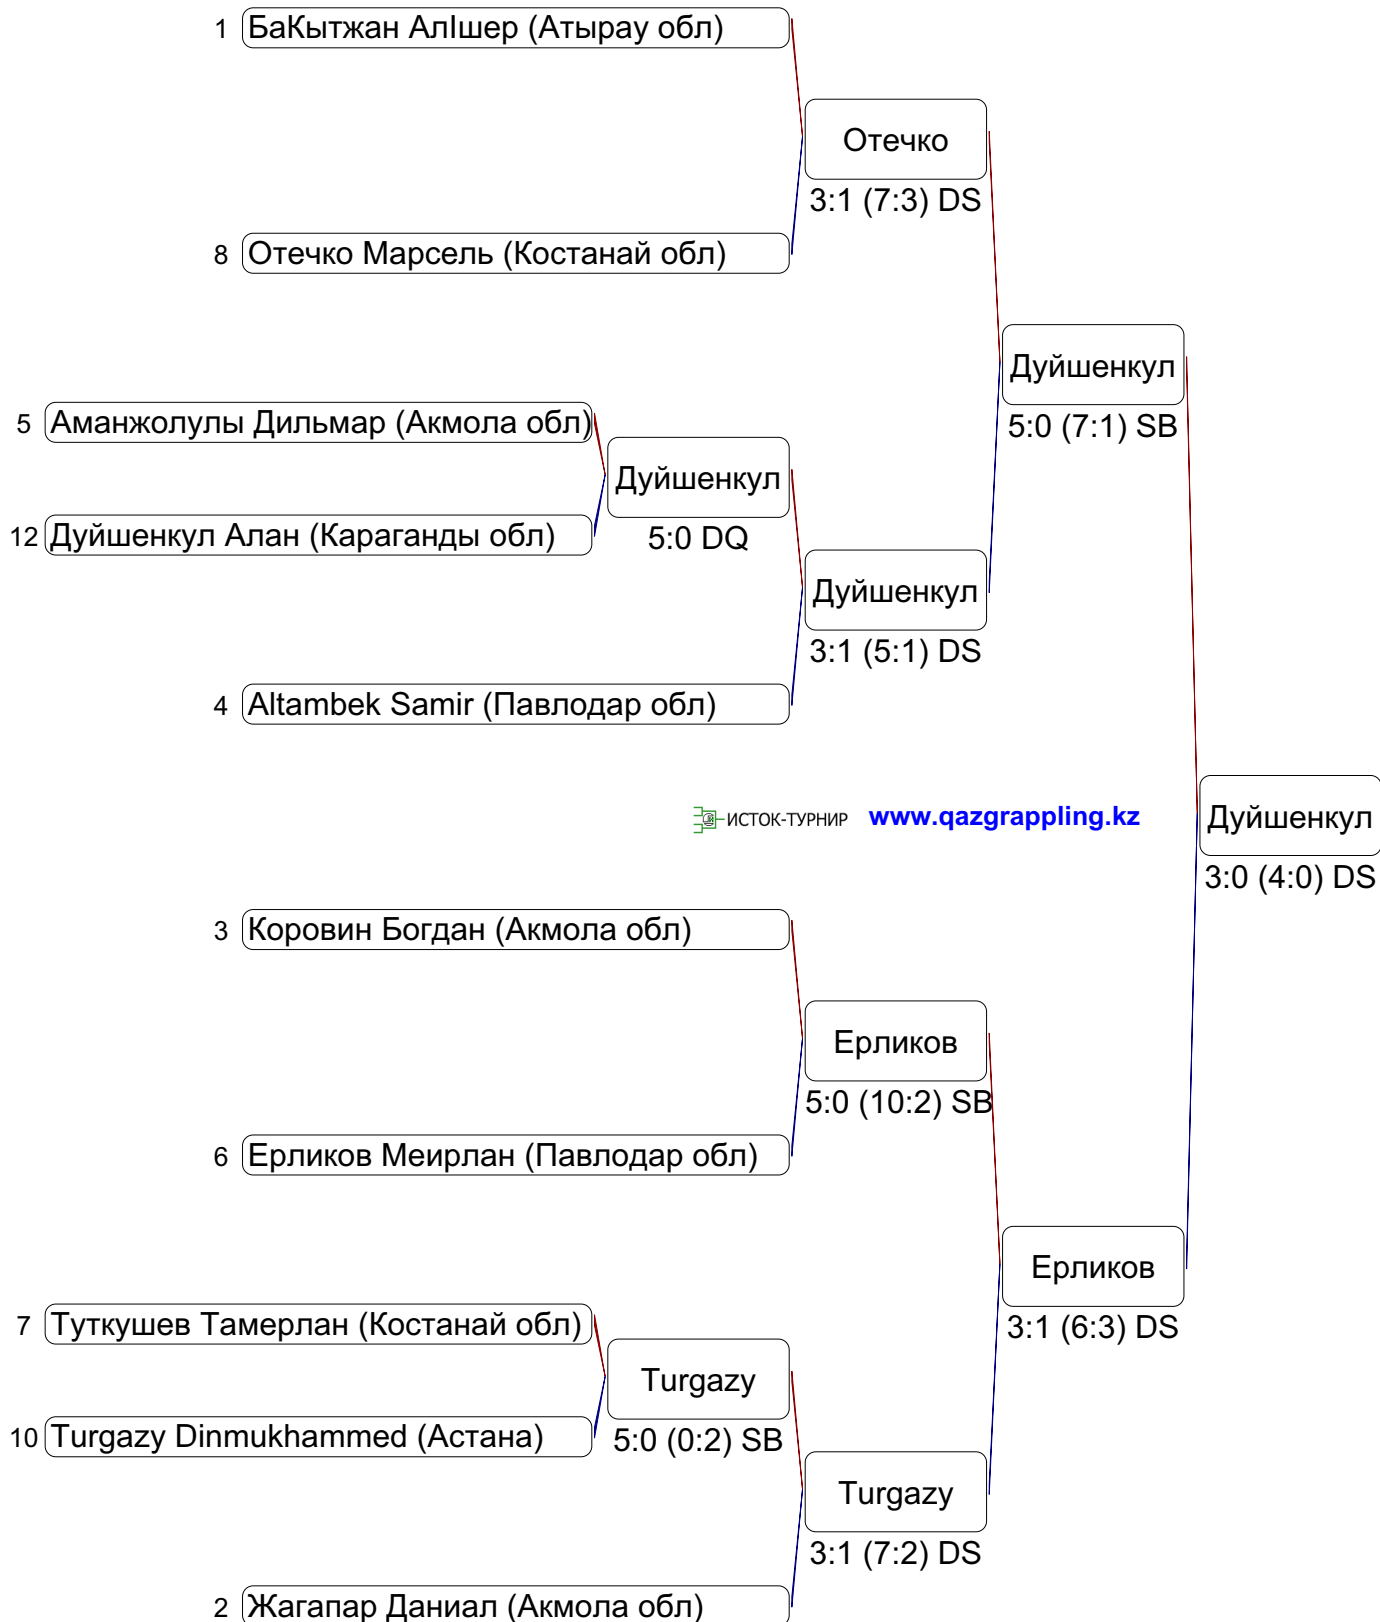 1 БаКытжан АлIшер (Атырау обл)
Отечко
3:1 (7:3) DS
8 Отечко Марсель (Костанай обл)
Дуйшенкул
5:0 (7:1) SB
5 Аманжолулы Дильмар (Акмола обл)
Дуйшенкул
5:0 DQ
12 Дуйшенкул Алан (Караганды обл)
Дуйшенкул
3:1 (5:1) DS
4 Altambek Samir (Павлодар обл)
ИСТОК-ТУРНИР www.qazgrappling.kz
Дуйшенкул
3:0 (4:0) DS
3 Коровин Богдан (Акмола обл)
Ерликов
5:0 (10:2) SB
6 Ерликов Меирлан (Павлодар обл)
Ерликов
3:1 (6:3) DS
7 Туткушев Тамерлан (Костанай обл)
Turgazy
5:0 (0:2) SB
10 Turgazy Dinmukhammed (Астана)
Turgazy
3:1 (7:2) DS
2 Жагапар Даниал (Акмола обл)